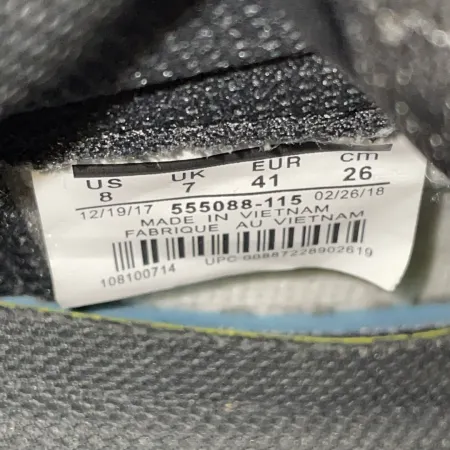 US UK EUR cm
8 7 41 26
12/19/17 555088-115 02/26/18
MADE IN VIETNAM
FABRIQUE AU VIETNAM
108100714 UPC 00887228902619